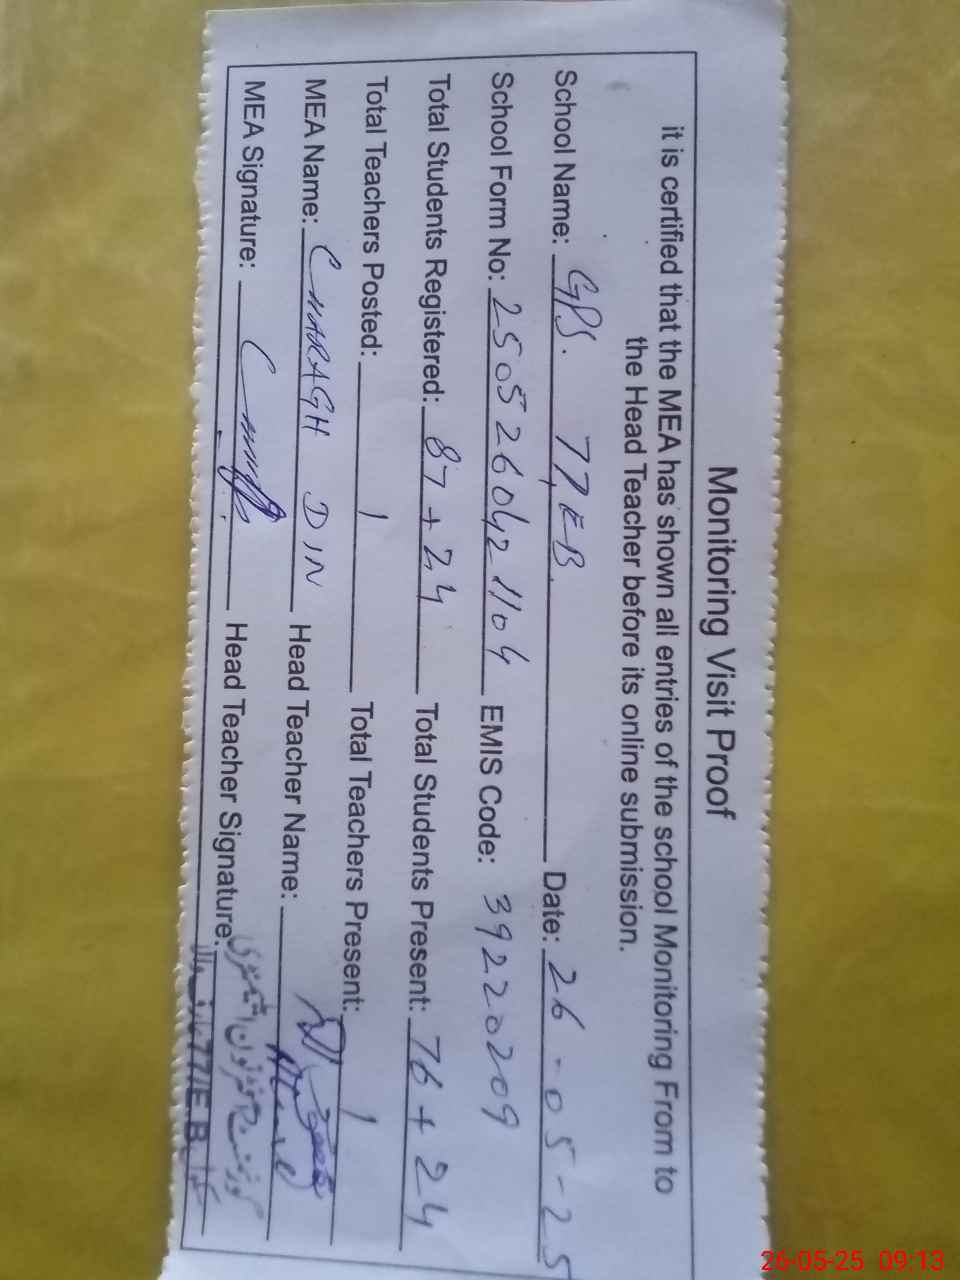 Monitoring Visit Proof
it is certified that the MEA has shown all entries of the school Monitoring From to
the Head Teacher before its online submission.
School Name: GPS. 77EB. Date: 26-05-25
School Form No: 2505260421104 EMIS Code: 39220209
Total Students Registered: 87+24 Total Students Present: 76+24
Total Teachers Posted: 1 Total Teachers Present: 1
MEA Name: CHARAGH DIN Head Teacher Name:
MEA Signature: Head Teacher Signature:
77/E.B
26-05-25 09:13